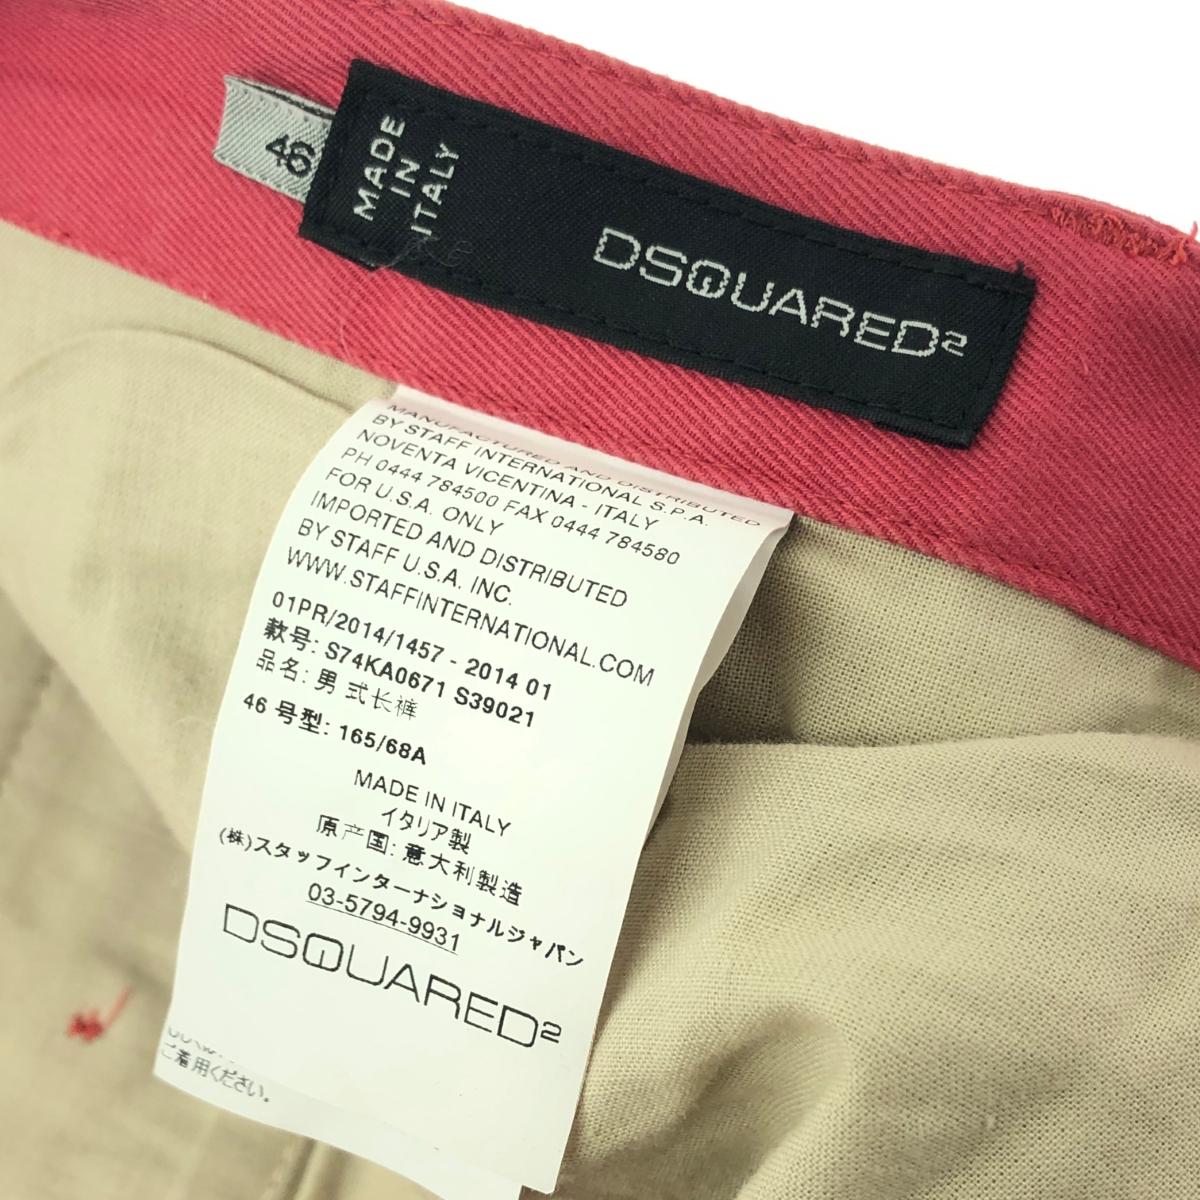 46
MADE
IN
ITALY
DSQUARED2
MANUFACTURED AND DISTRIBUTED
BY STAFF INTERNATIONAL S.P.A.
NOVENTA VICENTINA - ITALY
PH 0444 784500 FAX 0444 784580
FOR U.S.A. ONLY
IMPORTED AND DISTRIBUTED
BY STAFF U.S.A. INC.
WWW.STAFFINTERNATIONAL.COM
01PR/2014/1457 - 2014 01
款号: S74KA0671 S39021
品名: 男式长裤
46 号型: 165/68A
MADE IN ITALY
イタリア製
原产国: 意大利製造
(株)スタッフインターナショナルジャパン
03-5794-9931
DSQUARED2
ご着用ください。